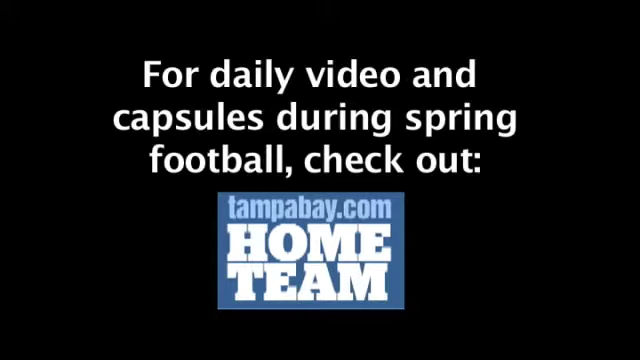 For daily video and
capsules during spring
football, check out:
tampabay.com
HOME
TEAM